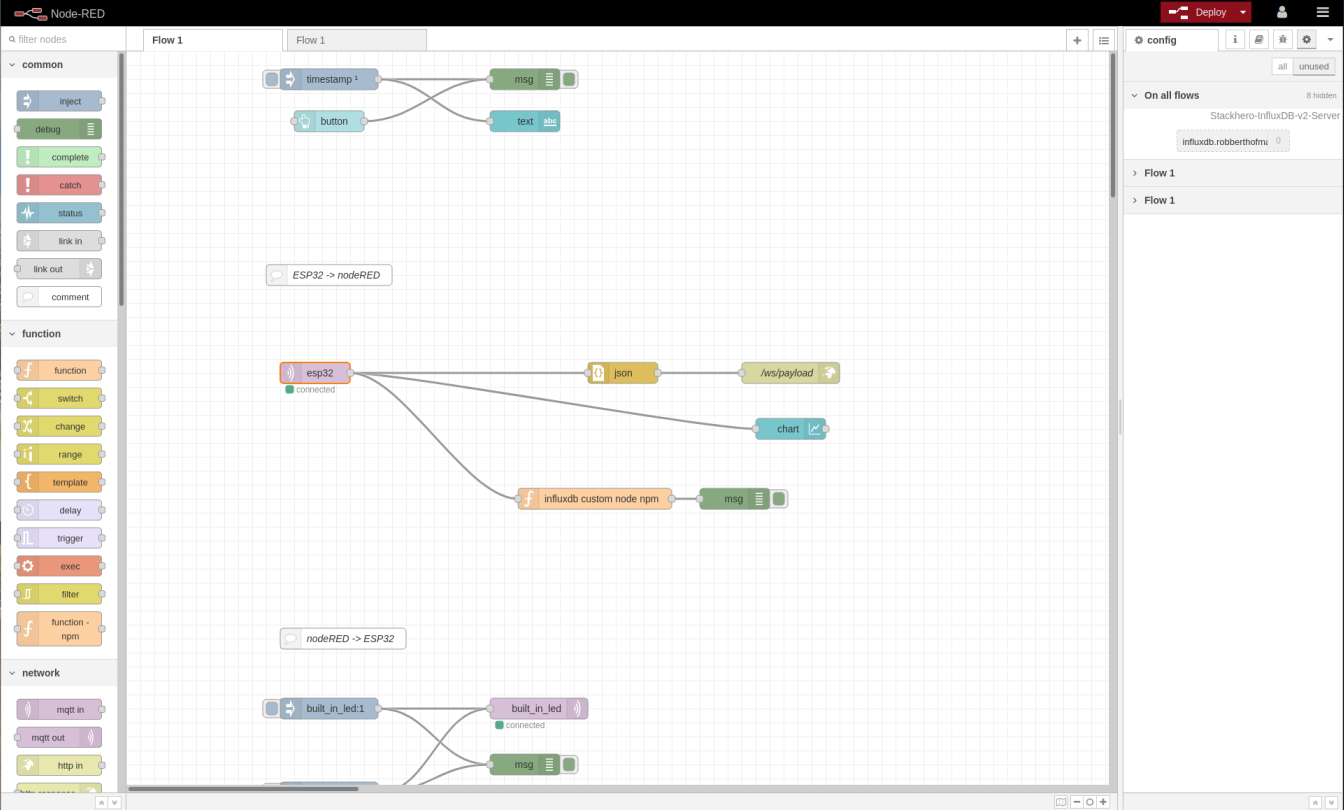 Node-RED
Deploy
filter nodes
Flow 1
Flow 1
config
all
unused
common
inject
debug
complete
catch
status
link in
link out
comment
function
function
switch
change
range
template
delay
trigger
exec
filter
function -
npm
network
mqtt in
mqtt out
http in
timestamp ¹
msg
button
text
abc
ESP32 -> nodeRED
esp32
connected
json
/ws/payload
chart
influxdb custom node npm
msg
nodeRED -> ESP32
built_in_led:1
built_in_led
connected
msg
On all flows
8 hidden
Stackhero-InfluxDB-v2-Server
influxdb.robberthofma
0
Flow 1
Flow 1